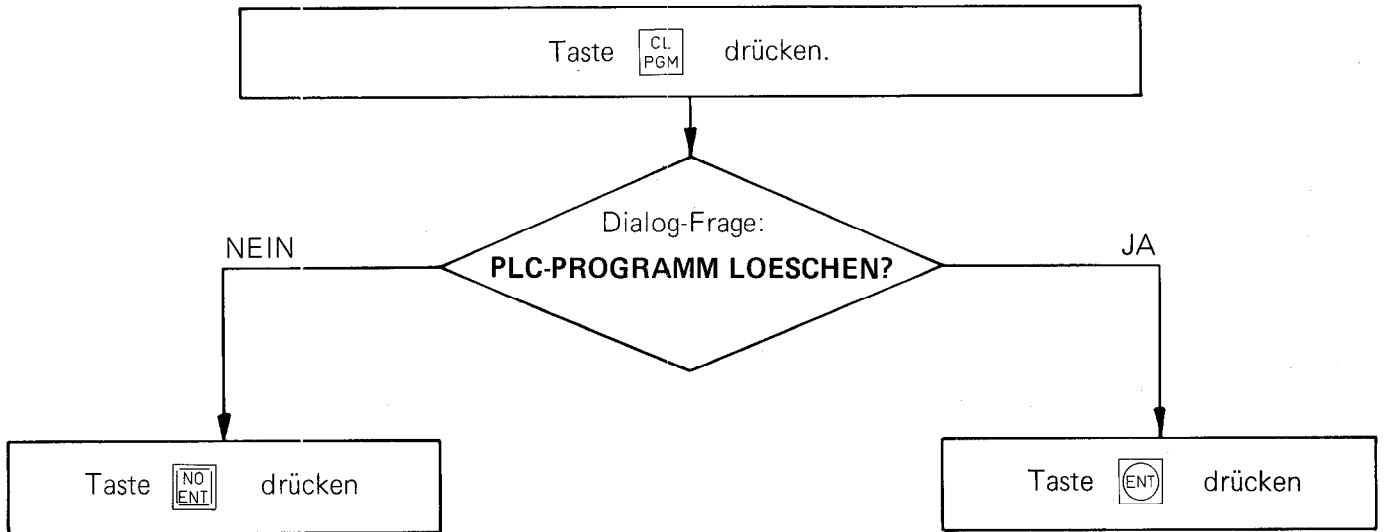 Taste CL PGM drücken.
Dialog-Frage:
PLC-PROGRAMM LOESCHEN?
NEIN
JA
Taste NO ENT drücken
Taste ENT drücken